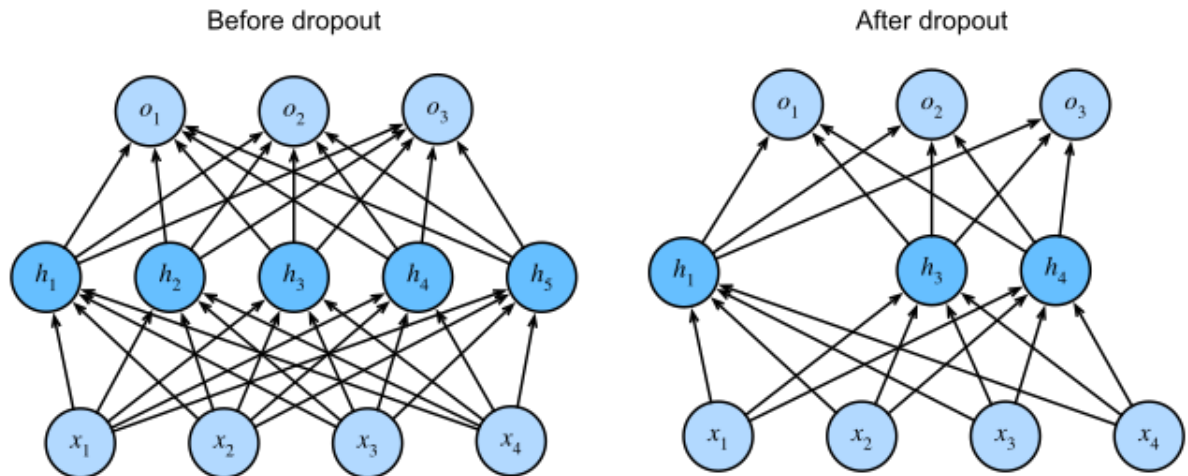 Before dropout After dropout
o1 o2 o3 o1 o2 o3
h1 h2 h3 h4 h5 h1 h3 h4
x1 x2 x3 x4 x1 x2 x3 x4